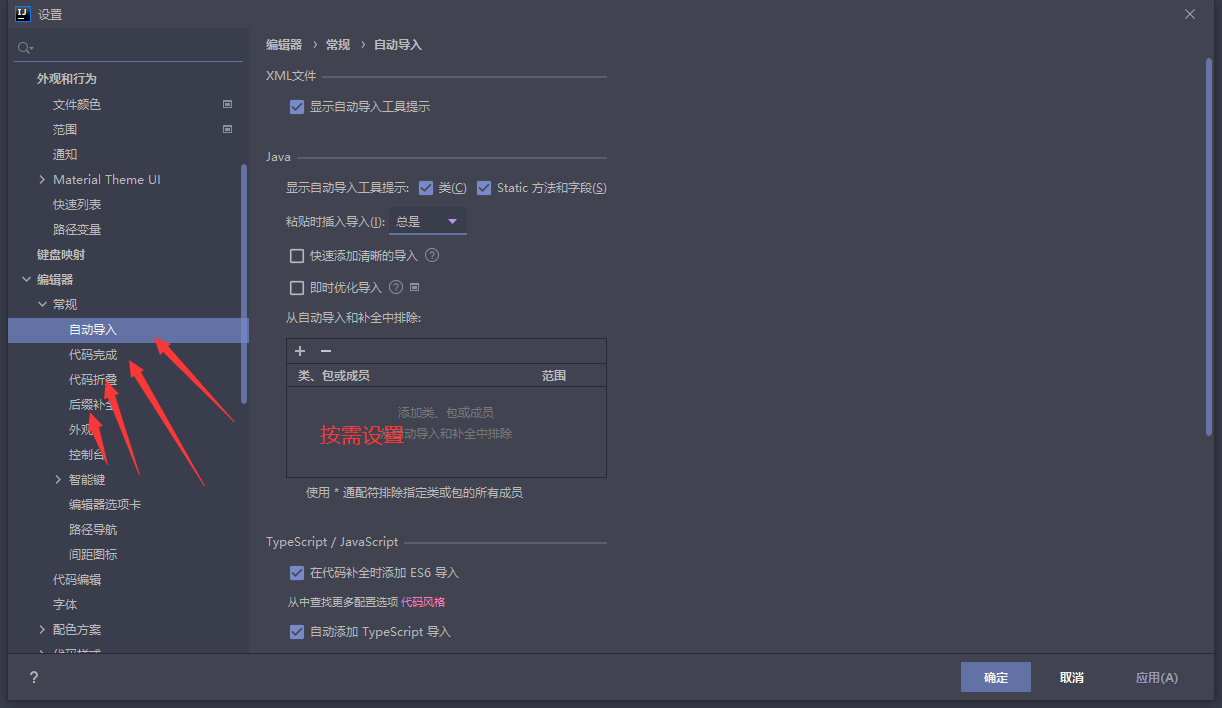 设置
外观和行为
文件颜色
范围
通知
Material Theme UI
快速列表
路径变量
键盘映射
编辑器
常规
自动导入
代码完成
代码折叠
后缀补全
外观
控制台
智能键
编辑器选项卡
路径导航
间距图标
代码编辑
字体
配色方案
代码样式
编辑器 › 常规 › 自动导入
XML文件
显示自动导入工具提示
Java
显示自动导入工具提示: 类(C) Static 方法和字段(S)
粘贴时插入导入(I): 总是
快速添加清晰的导入 ?
即时优化导入 ?
从自动导入和补全中排除:
+ −
类、包或成员 范围
添加类、包或成员
自动导入和补全中排除
按需设置
使用 * 通配符排除指定类或包的所有成员
TypeScript / JavaScript
在代码补全时添加 ES6 导入
从中查找更多配置选项 代码风格
自动添加 TypeScript 导入
?
确定 取消 应用(A)